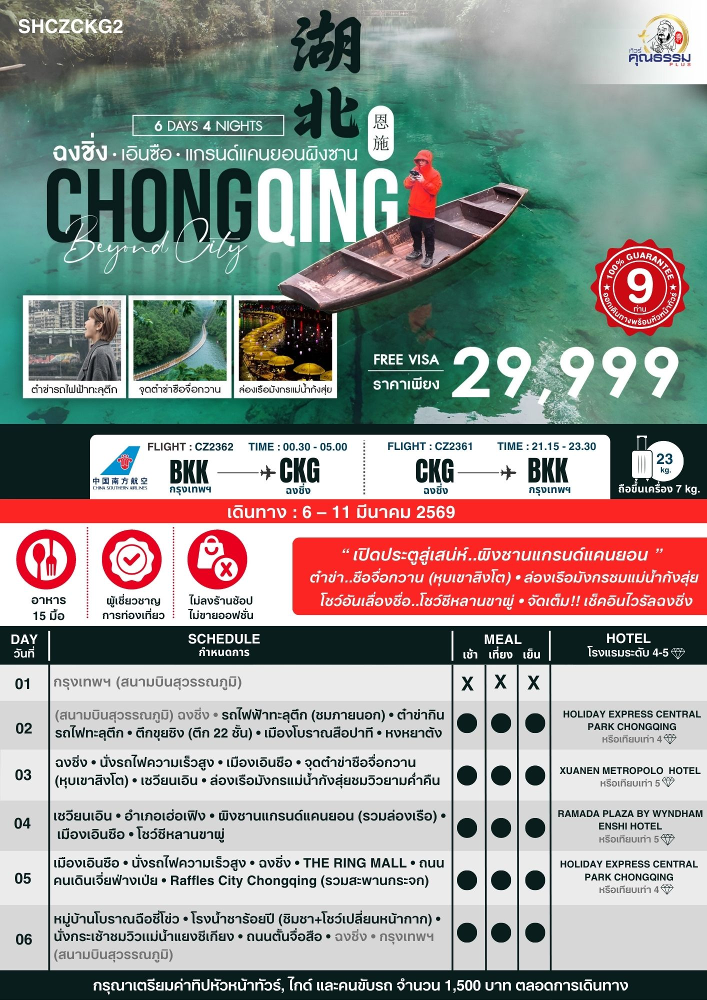 SHCZCKG2
湖北
恩施
ทัวร์
คุณธรรม
PLUS
6 DAYS 4 NIGHTS
ฉงชิ่ง · เอินซือ · แกรนด์แคนยอนผิงซาน
CHONGQING
Beyond City
100% GUARANTEE
9
ท่าน
ออกเดินทางพร้อมหัวหน้าทัวร์
ต๋าข่ารถไฟฟ้าทะลุตึก
จุดต๋าข่าซือจื่อกวาน
ล่องเรือมังกรแม่น้ำก้งสุ่ย
FREE VISA
ราคาเพียง
29,999
FLIGHT : CZ2362 TIME : 00.30 - 05.00
BKK CKG
กรุงเทพฯ ฉงชิ่ง
中国南方航空
CHINA SOUTHERN AIRLINES
FLIGHT : CZ2361 TIME : 21.15 - 23.30
CKG BKK
ฉงชิ่ง กรุงเทพฯ
23
kg.
ถือขึ้นเครื่อง 7 kg.
เดินทาง : 6 – 11 มีนาคม 2569
อาหาร
15 มื้อ
ผู้เชี่ยวชาญ
การท่องเที่ยว
ไม่ลงร้านช้อป
ไม่ขายออฟชั่น
“ เปิดประตูสู่เสน่ห์..ผิงซานแกรนด์แคนยอน ”
ต๋าข่า..ซือจื่อกวาน (หุบเขาสิงโต) • ล่องเรือมังกรชมแม่น้ำก้งสุ่ย
โชว์อันเลื่องชื่อ..โชว์ซีหลานขาผู่ • จัดเต็ม!! เช็คอินไวรัลฉงชิ่ง
DAY SCHEDULE MEAL HOTEL
วันที่ กำหนดการ เช้า เที่ยง เย็น โรงแรมระดับ 4-5
01 กรุงเทพฯ (สนามบินสุวรรณภูมิ) X X X
02 (สนามบินสุวรรณภูมิ) ฉงชิ่ง • รถไฟฟ้าทะลุตึก (ชมภายนอก) • ต๋าข่ากิน
รถไฟทะลุตึก • ตึกขุยชิง (ตึก 22 ชั้น) • เมืองโบราณสือปาที • หงหยาต้ง
HOLIDAY EXPRESS CENTRAL
PARK CHONGQING
หรือเทียบเท่า 4
03 ฉงชิ่ง • นั่งรถไฟความเร็วสูง • เมืองเอินซือ • จุดต๋าข่าซือจื่อกวาน
(หุบเขาสิงโต) • เซวียนเอิน • ล่องเรือมังกรแม่น้ำก้งสุ่ยชมวิวยามค่ำคืน
XUANEN METROPOLO HOTEL
หรือเทียบเท่า 5
04 เซวียนเอิน • อำเภอเฮ่อเฟิง • ผิงซานแกรนด์แคนยอน (รวมล่องเรือ) •
เมืองเอินซือ • โชว์ซีหลานขาผู่
RAMADA PLAZA BY WYNDHAM
ENSHI HOTEL
หรือเทียบเท่า 5
05 เมืองเอินซือ • นั่งรถไฟความเร็วสูง • ฉงชิ่ง • THE RING MALL • ถนน
คนเดินเจี่ยฟ่างเป่ย • Raffles City Chongqing (รวมสะพานกระจก)
HOLIDAY EXPRESS CENTRAL
PARK CHONGQING
หรือเทียบเท่า 4
06 หมู่บ้านโบราณฉือชี่โข่ว • โรงน้ำชาร้อยปี (ชิมชา+โชว์เปลี่ยนหน้ากาก) •
นั่งกระเช้าชมวิวแม่น้ำแยงซีเกียง • ถนนตั้นจื่อสือ • ฉงชิ่ง • กรุงเทพฯ
(สนามบินสุวรรณภูมิ)
กรุณาเตรียมค่าทิปหัวหน้าทัวร์, ไกด์ และคนขับรถ จำนวน 1,500 บาท ตลอดการเดินทาง